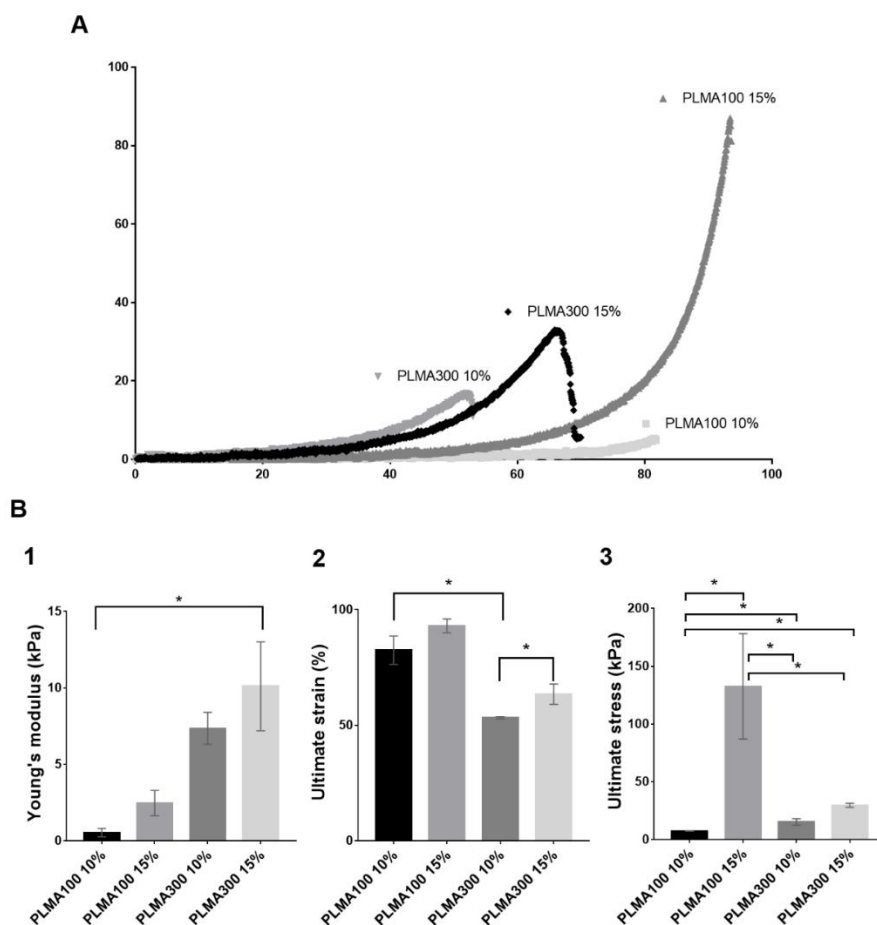 A
100
80
60
40
20
0
0 20 40 60 80 100
PLMA100 15%
PLMA300 15%
PLMA300 10%
PLMA100 10%
B
1
Young's modulus (kPa)
15
10
5
0
*
PLMA100 10%
PLMA100 15%
PLMA300 10%
PLMA300 15%
2
Ultimate strain (%)
100
50
0
*
*
PLMA100 10%
PLMA100 15%
PLMA300 10%
PLMA300 15%
3
Ultimate stress (kPa)
200
150
100
50
0
*
*
*
*
*
PLMA100 10%
PLMA100 15%
PLMA300 10%
PLMA300 15%